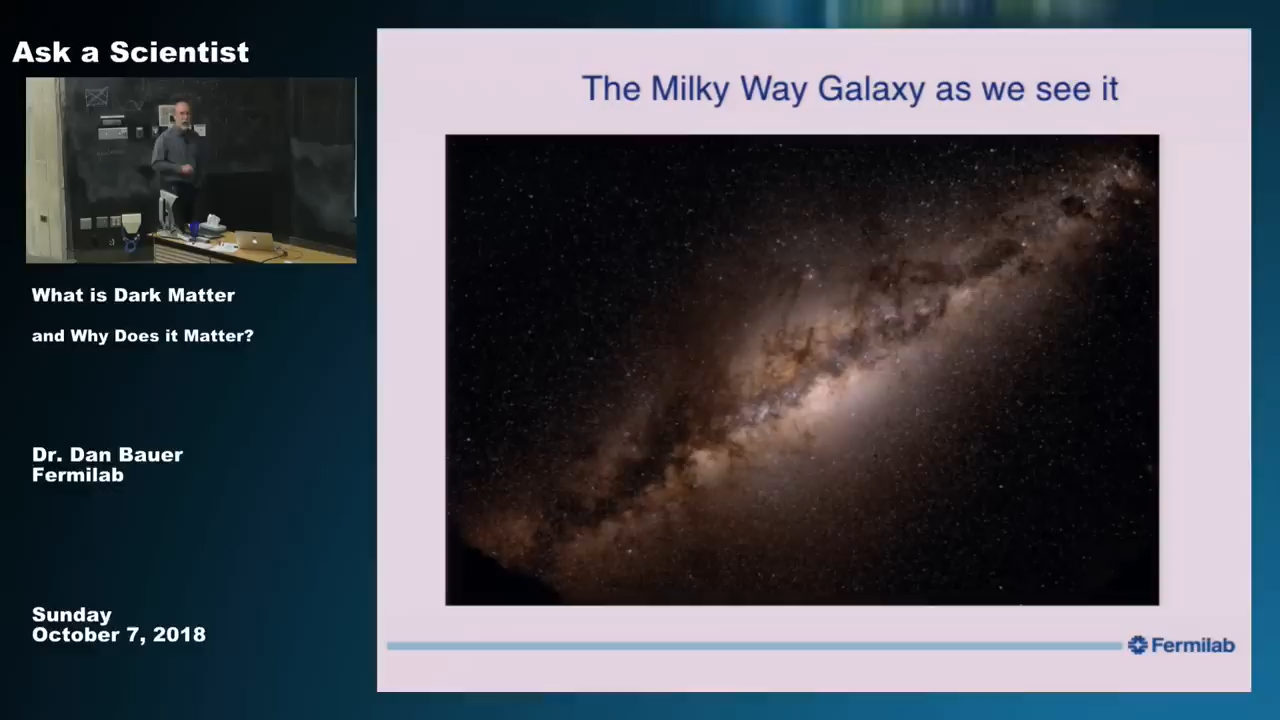 Ask a Scientist
What is Dark Matter
and Why Does it Matter?
Dr. Dan Bauer
Fermilab
Sunday
October 7, 2018
The Milky Way Galaxy as we see it
Fermilab